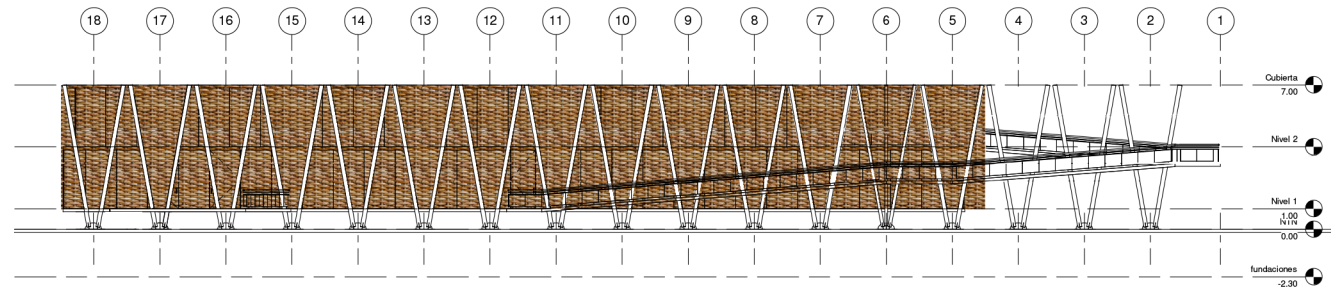 18 17 16 15 14 13 12 11 10 9 8 7 6 5 4 3 2 1
Cubierta
7.00
Nivel 2
Nivel 1
1.00
NTN
0.00
fundaciones
-2.30